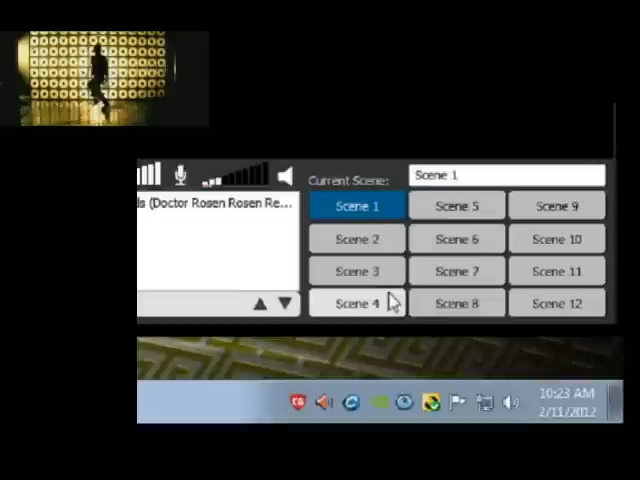 Current Scene:
Scene 1
ls (Doctor Rosen Rosen Re...
Scene 1
Scene 5
Scene 9
Scene 2
Scene 6
Scene 10
Scene 3
Scene 7
Scene 11
Scene 4
Scene 8
Scene 12
CG
10:23 AM
2/11/2012